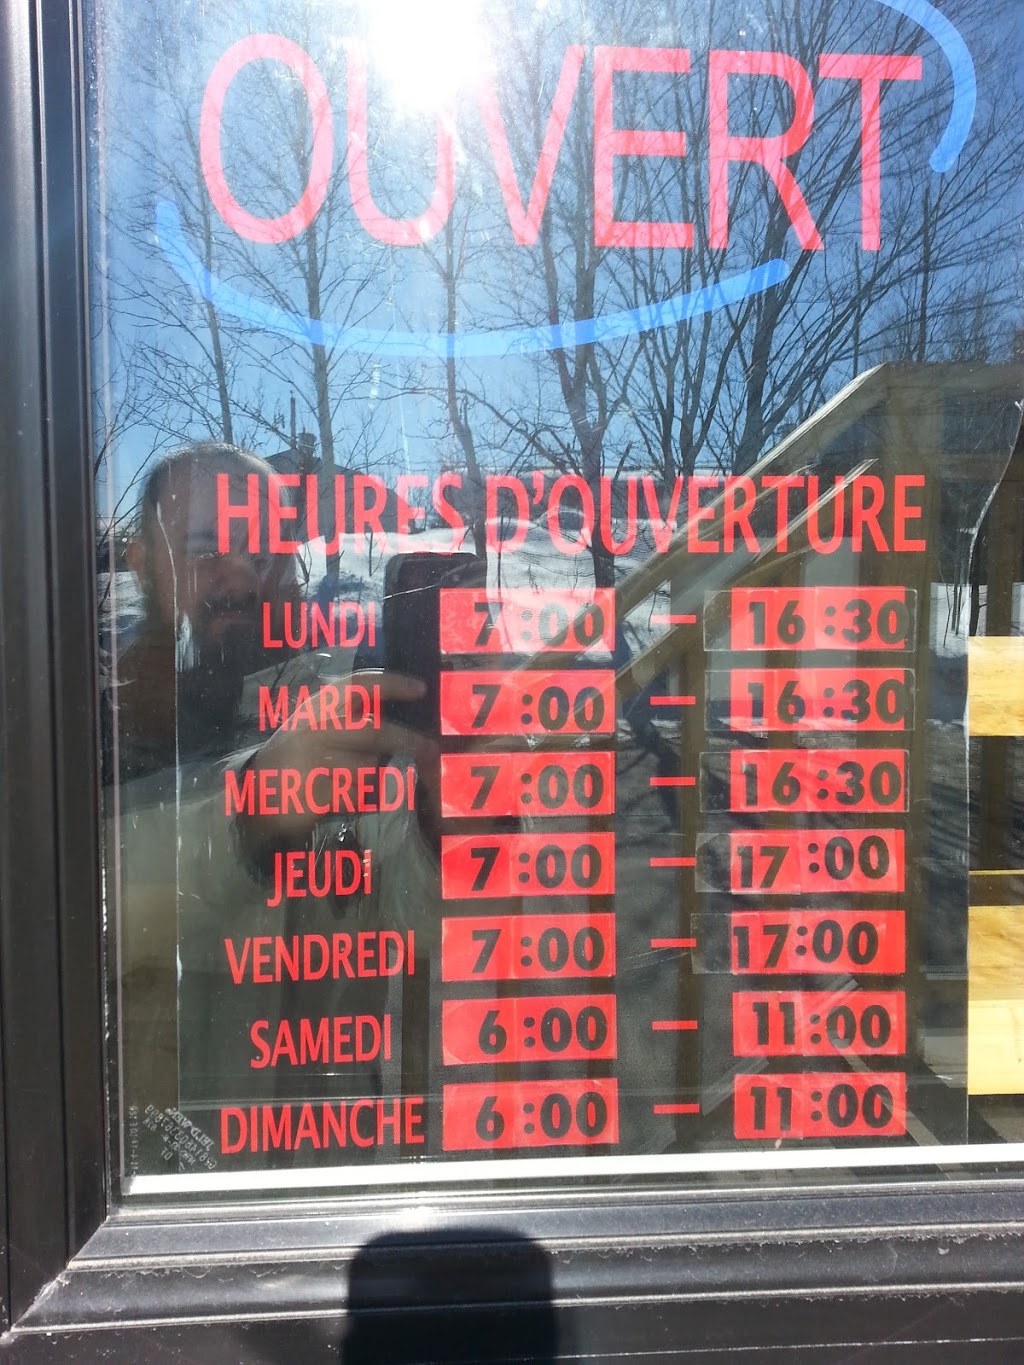 OUVERT
HEURES D'OUVERTURE
LUNDI 7:00 — 16:30
MARDI 7:00 — 16:30
MERCREDI 7:00 — 16:30
JEUDI 7:00 — 17:00
VENDREDI 7:00 — 17:00
SAMEDI 6:00 — 11:00
DIMANCHE 6:00 — 11:00